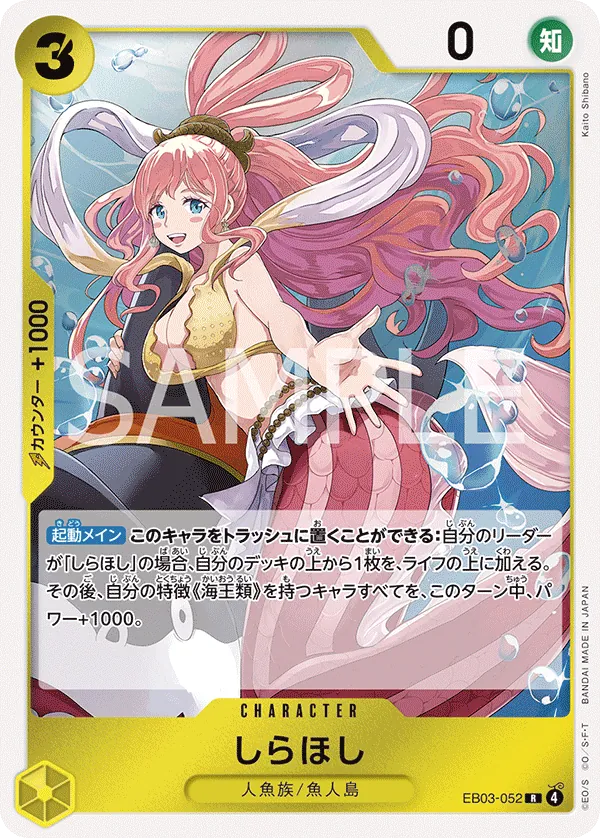 3
0
知
Kaito Shibano
カウンター +1000
SAMPLE
起動メイン このキャラをトラッシュに置くことができる:自分のリーダー
が「しらほし」の場合、自分のデッキの上から1枚を、ライフの上に加える。
その後、自分の特徴《海王類》を持つキャラすべてを、このターン中、パ
ワー+1000。
CHARACTER
しらほし
人魚族/魚人島
EB03-052 R 4
©E.O/S. ©O／S・F・T BANDAI MADE IN JAPAN